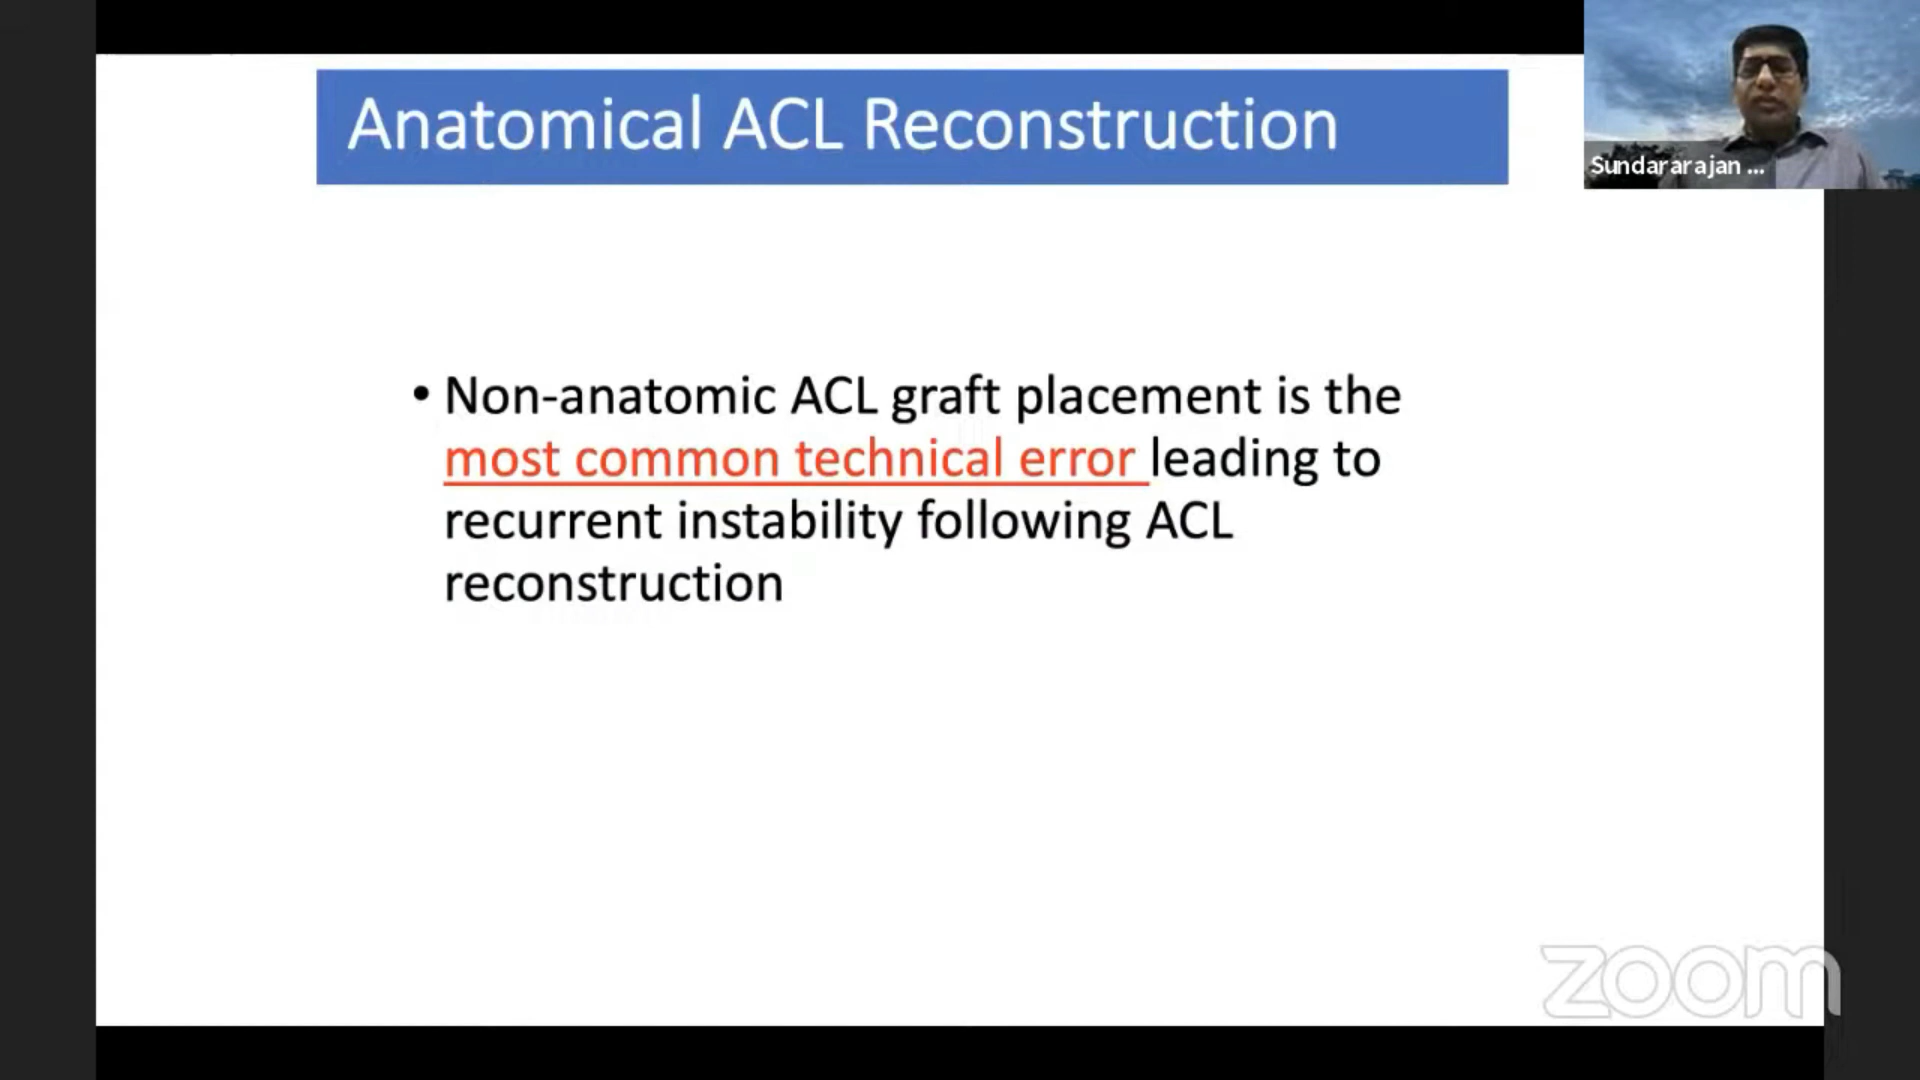 Anatomical ACL Reconstruction
Sundararajan ...
• Non-anatomic ACL graft placement is the
most common technical error leading to
recurrent instability following ACL
reconstruction
zoom